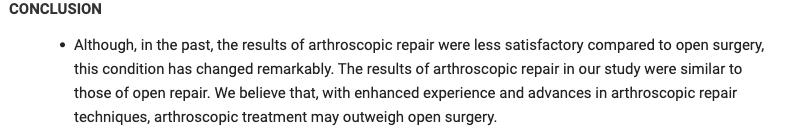 CONCLUSION
• Although, in the past, the results of arthroscopic repair were less satisfactory compared to open surgery,
this condition has changed remarkably. The results of arthroscopic repair in our study were similar to
those of open repair. We believe that, with enhanced experience and advances in arthroscopic repair
techniques, arthroscopic treatment may outweigh open surgery.